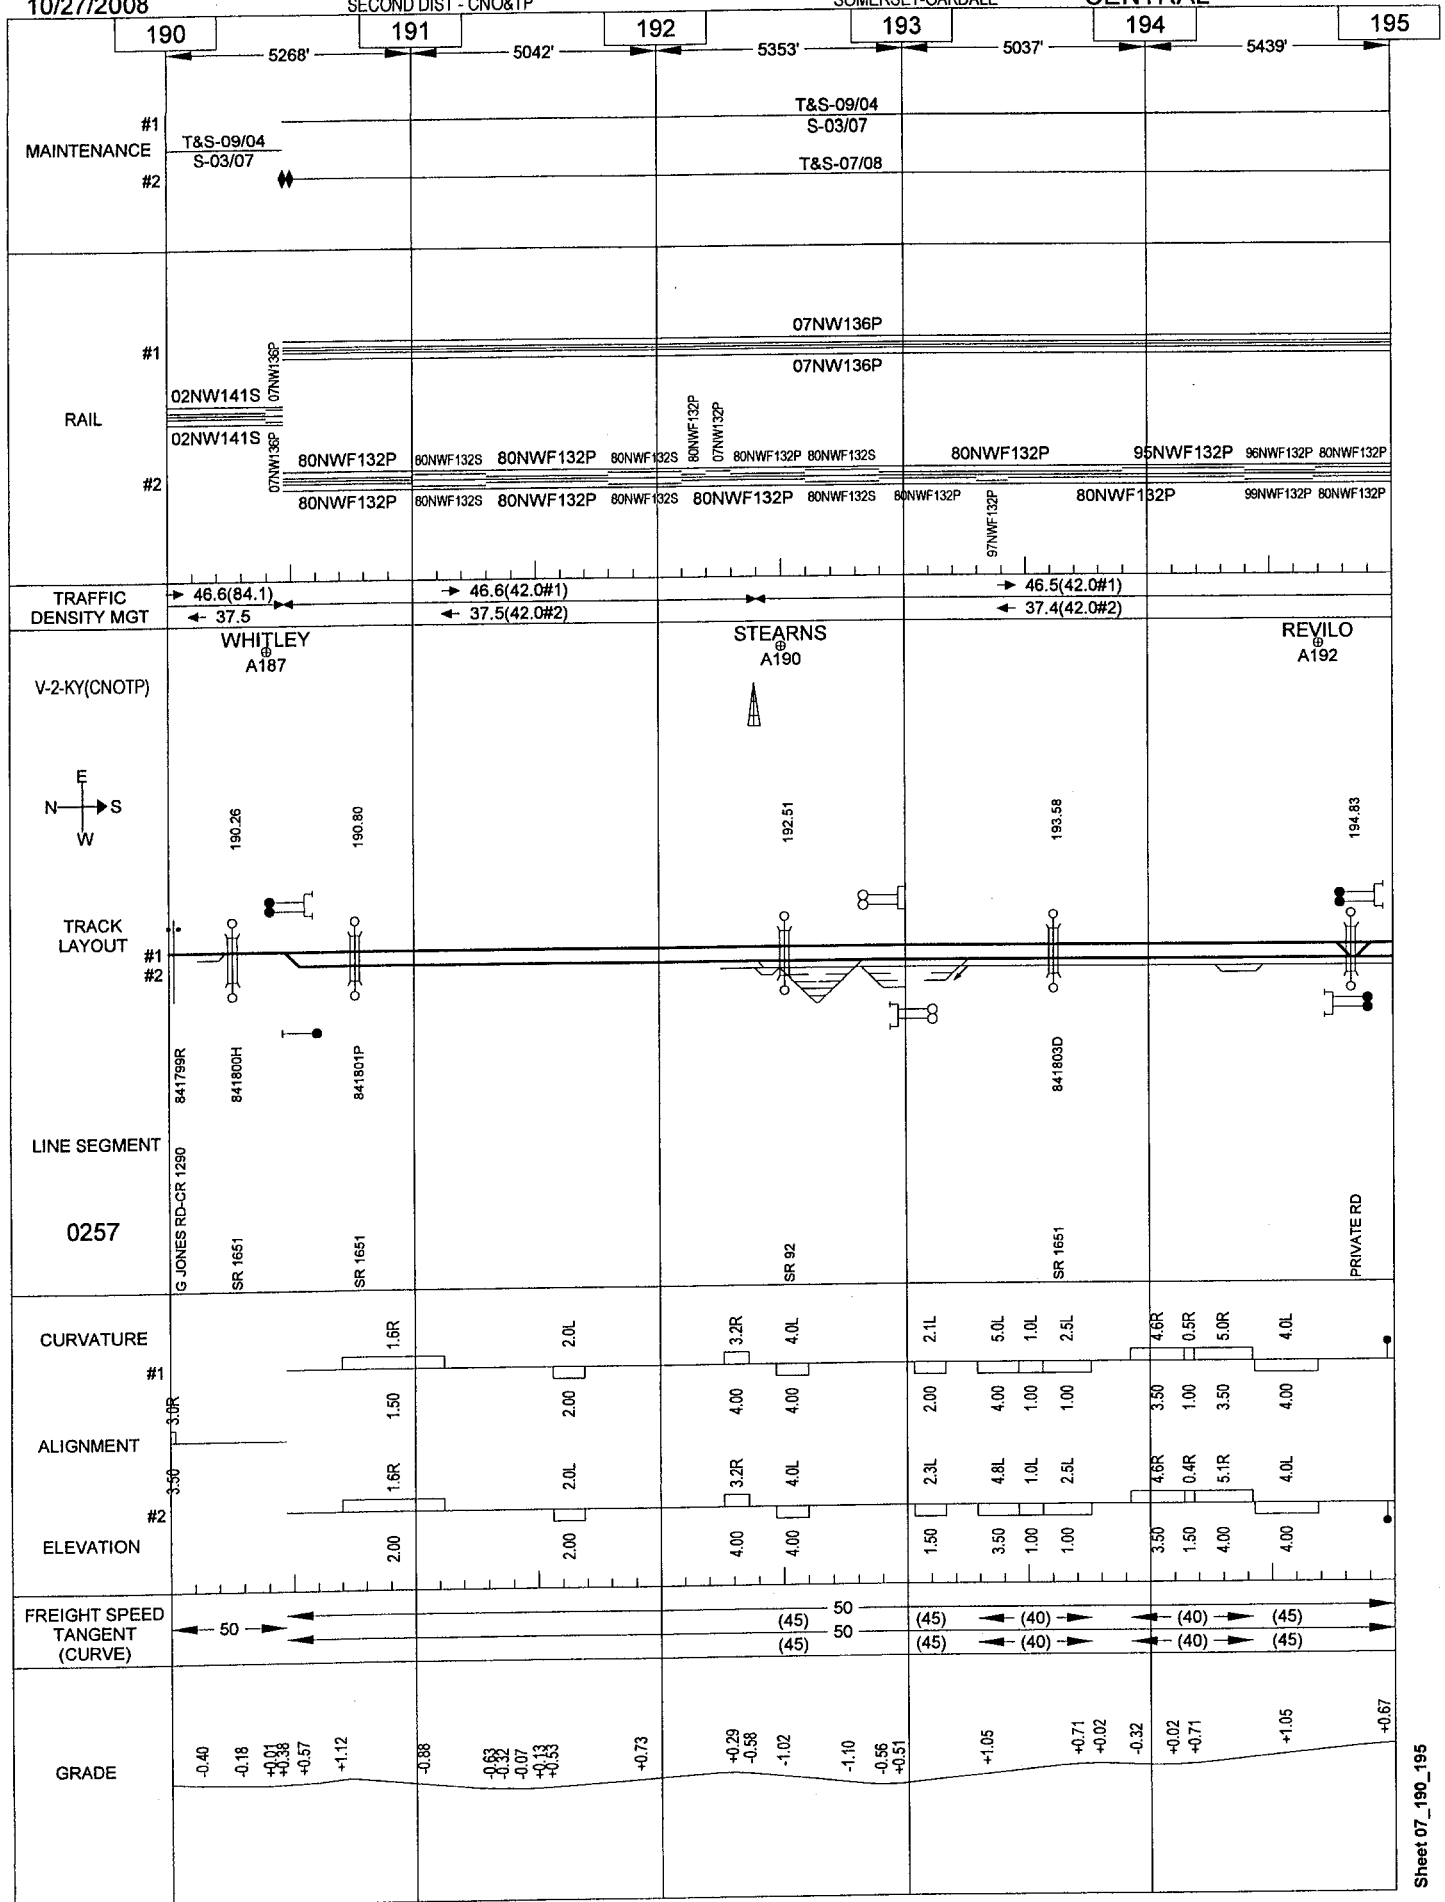 10/27/2008 SECOND DIST - CNO&TP SOMERSET-OAKDALE CENTRAL
190 191 192 193 194 195
5268' 5042' 5353' 5037' 5439'
#1 T&S-09/04
S-03/07
MAINTENANCE T&S-09/04
S-03/07
#2 T&S-07/08
RAIL
#1 07NW136P
07NW136P
02NW141S 07NW136P
02NW141S 07NW136P
#2
80NWF132P 80NWF132S 80NWF132P 80NWF132S 80NWF132P 07NW132P 80NWF132P 80NWF132S 80NWF132P 95NWF132P 96NWF132P 80NWF132P
80NWF132P 80NWF132S 80NWF132P 80NWF132S 80NWF132P 80NWF132S 80NWF132P 97NWF132P 80NWF132P 99NWF132P 80NWF132P
TRAFFIC
DENSITY MGT
46.6(84.1) 46.6(42.0#1) 46.5(42.0#1)
37.5 37.5(42.0#2) 37.4(42.0#2)
WHITLEY STEARNS REVILO
A187 A190 A192
V-2-KY(CNOTP)
E
N S
W
190.26 190.80 192.51 193.58 194.83
TRACK
LAYOUT
#1
#2
841799R 841800H 841801P 841803D
LINE SEGMENT
0257
G JONES RD-CR 1290 SR 1651 SR 1651 SR 92 SR 1651 PRIVATE RD
CURVATURE
1.6R 2.0L 3.2R 4.0L 2.1L 5.0L 1.0L 2.5L 4.6R 0.5R 5.0R 4.0L
#1
3.0R 1.50 2.00 4.00 4.00 2.00 4.00 1.00 1.00 3.50 1.00 3.50 4.00
ALIGNMENT
3.50 1.6R 2.0L 3.2R 4.0L 2.3L 4.8L 1.0L 2.5L 4.6R 0.4R 5.1R 4.0L
#2
ELEVATION
2.00 2.00 4.00 4.00 1.50 3.50 1.00 1.00 3.50 1.50 4.00 4.00
FREIGHT SPEED
TANGENT
(CURVE)
50 50
(45) (45) (40) (40) (45)
50
(45) (45) (40) (40) (45)
GRADE
-0.40 -0.18 +0.01 +0.38 +0.57 +1.12 -0.88 -0.63 -0.32 -0.07 +0.13 +0.53 +0.73 +0.29 -0.58 -1.02 -1.10 -0.56 +0.51 +1.05 +0.71 +0.02 -0.32 +0.02 +0.71 +1.05 +0.67
Sheet 07_190_195